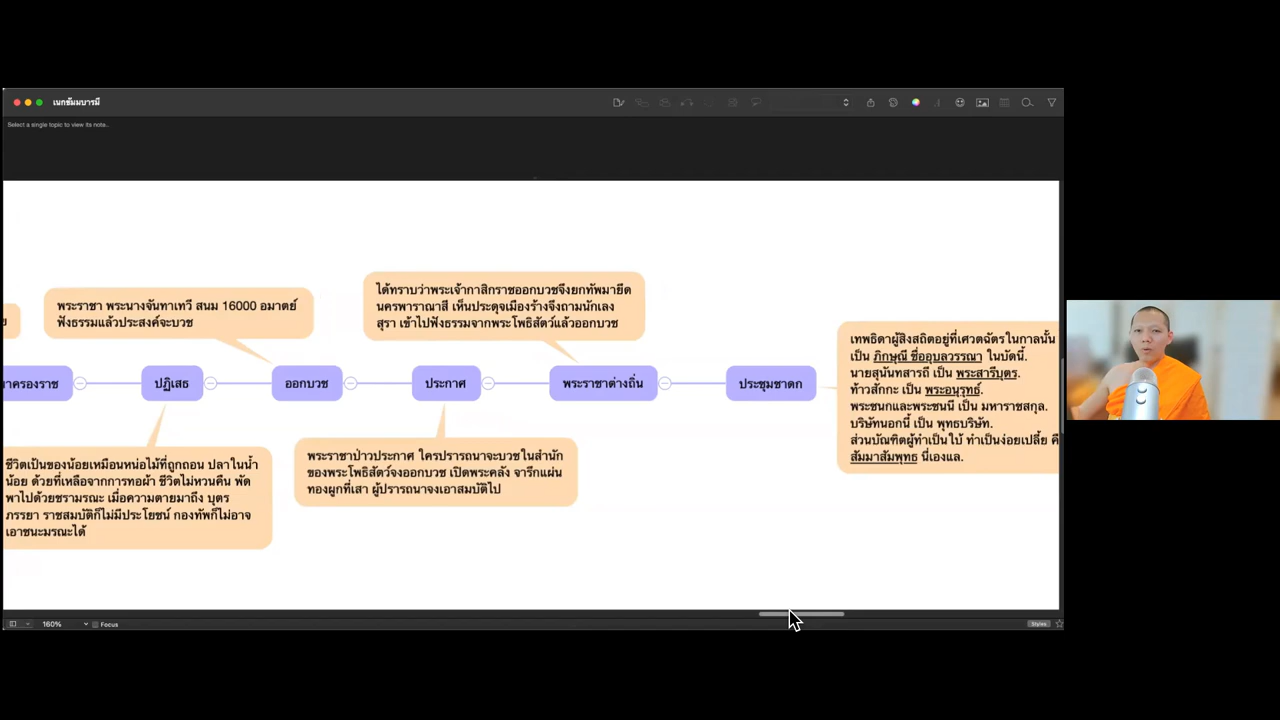 เนกขัมมบารมี
Select a single topic to view its note...
ได้ทราบว่าพระเจ้ากาสิกราชออกบวชจึงยกทัพมายึด
นครพาราณาสี เห็นประตุจเมืองร้างจึงถามนักเลง
สุรา เข้าไปฟังธรรมจากพระโพธิสัตว์แล้วออกบวช
พระราชา พระนางจันทาเทวี สนม 16000 อมาตย์
ฟังธรรมแล้วประสงค์จะบวช
ปฏิเสธ
ออกบวช
ประกาศ
พระราชาต่างถิ่น
ประชุมชาดก
เทพธิดาผู้สิงสถิตอยู่ที่เศวตฉัตรในกาลนั้น
เป็น ภิกษุณี ชื่ออุบลวรรณา ในบัดนี้.
นายสุนันทสารถี เป็น พระสารีบุตร.
ท้าวสักกะ เป็น พระอนุรุทธ์.
พระชนกและพระชนนี เป็น มหาราชสกุล.
บริษัทนอกนี้ เป็น พุทธบริษัท.
ส่วนบัณฑิตผู้ทำเป็นใบ้ ทำเป็นง่อยเปลี้ย คื
สัมมาสัมพุทธ นี่เองแล.
ชีวิตเป็นของน้อยเหมือนหน่อไม้ที่ถูกถอน ปลาในน้ำ
น้อย ด้วยที่เหลือจากการทอผ้า ชีวิตไม่หวนคืน พัด
พาไปด้วยชรามรณะ เมื่อความตายมาถึง บุตร
ภรรยา ราชสมบัติก็ไม่มีประโยชน์ กองทัพก็ไม่อาจ
เอาชนะมรณะได้
พระราชาป่าวประกาศ ใครปรารถนาจะบวชในสำนัก
ของพระโพธิสัตว์จงออกบวช เปิดพระคลัง จารึกแผ่น
ทองผูกที่เสา ผู้ปรารถนาจงเอาสมบัติไป
160%
Focus
Styles